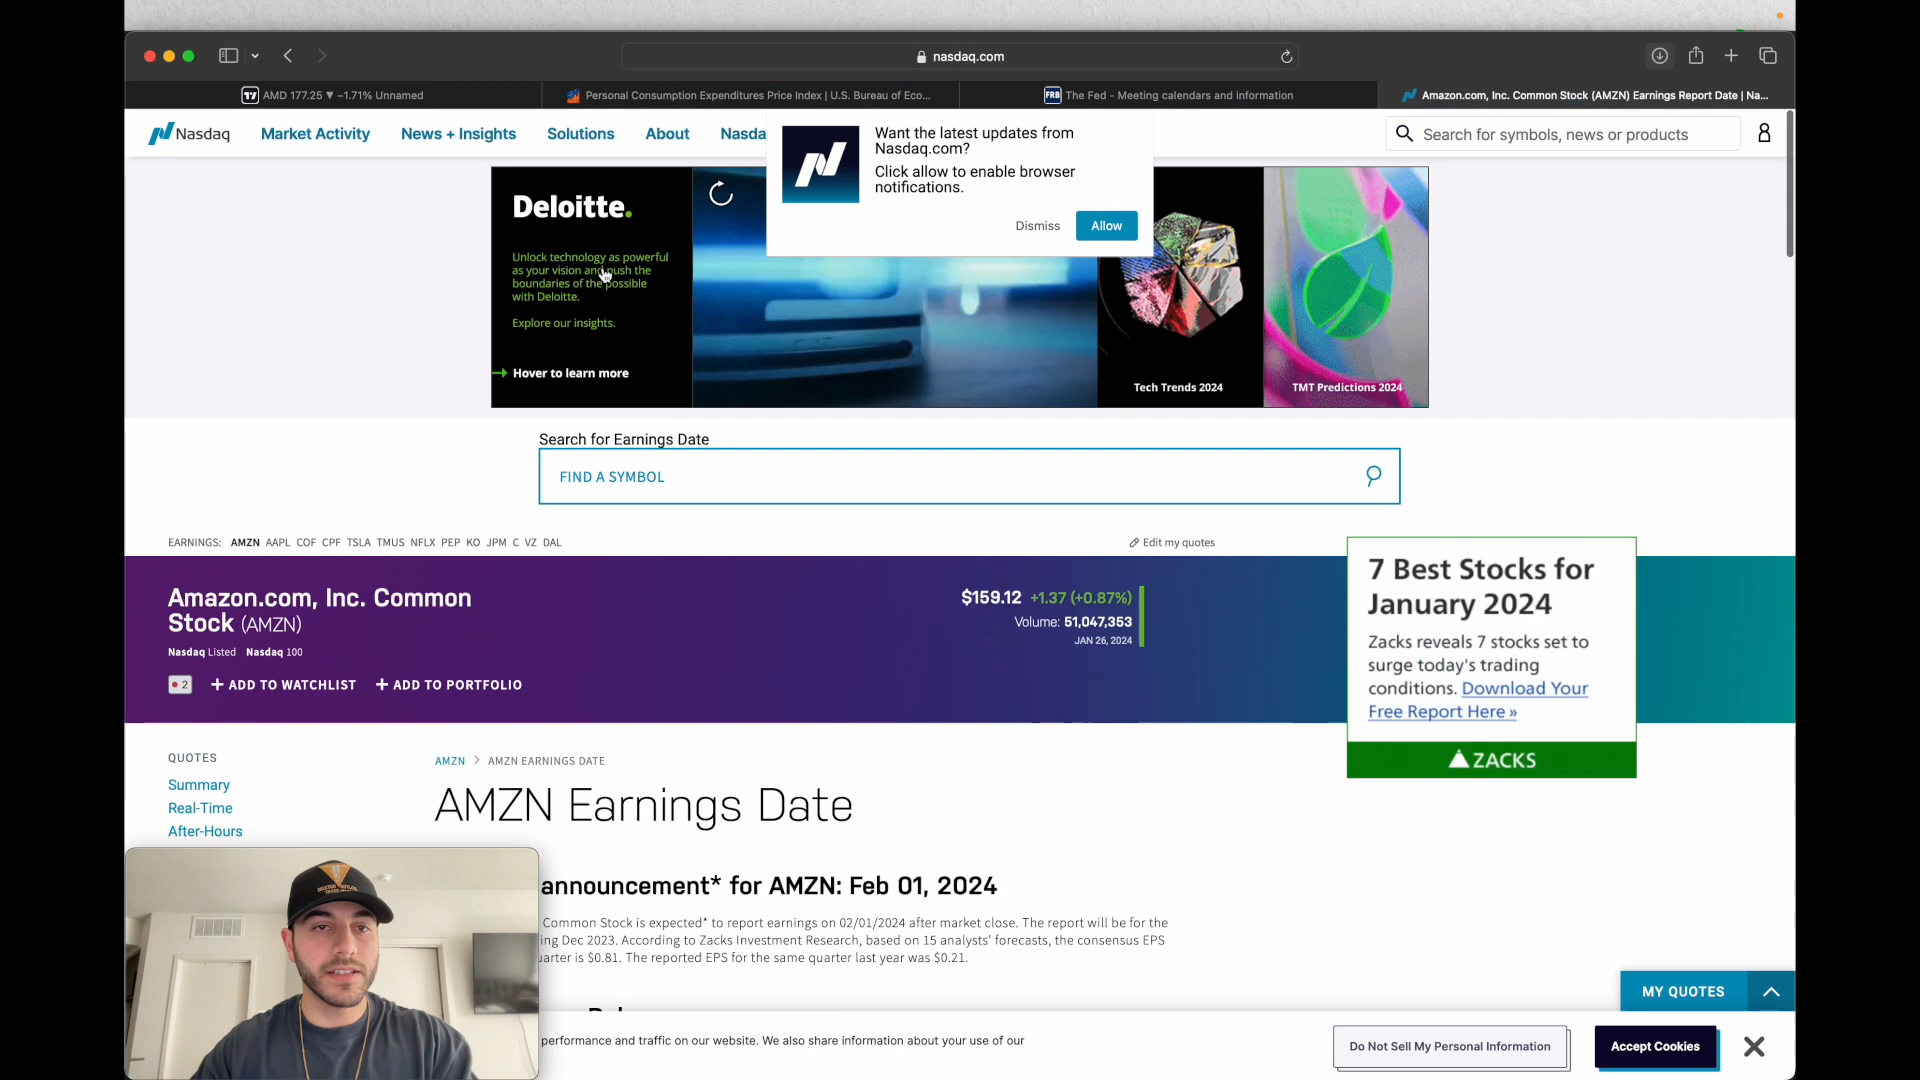 nasdaq.com
AMD 177.25 ▼ −1.71% Unnamed
Personal Consumption Expenditures Price Index | U.S. Bureau of Eco...
FRB The Fed - Meeting calendars and information
Amazon.com, Inc. Common Stock (AMZN) Earnings Report Date | Na...
Nasdaq
Market Activity
News + Insights
Solutions
About
Nasda
Search for symbols, news or products
Want the latest updates from
Nasdaq.com?
Click allow to enable browser
notifications.
Dismiss
Allow
Deloitte.
Unlock technology as powerful
as your vision and push the
boundaries of the possible
with Deloitte.
Explore our insights.
Hover to learn more
Tech Trends 2024
TMT Predictions 2024
Search for Earnings Date
FIND A SYMBOL
EARNINGS: AMZN AAPL COF CPF TSLA TMUS NFLX PEP KO JPM C VZ DAL
Edit my quotes
Amazon.com, Inc. Common
Stock (AMZN)
Nasdaq Listed Nasdaq 100
2
+ ADD TO WATCHLIST + ADD TO PORTFOLIO
$159.12 +1.37 (+0.87%)
Volume: 51,047,353
JAN 26, 2024
7 Best Stocks for
January 2024
Zacks reveals 7 stocks set to
surge today's trading
conditions. Download Your
Free Report Here »
ZACKS
QUOTES
Summary
Real-Time
After-Hours
AMZN > AMZN EARNINGS DATE
AMZN Earnings Date
announcement* for AMZN: Feb 01, 2024
Common Stock is expected* to report earnings on 02/01/2024 after market close. The report will be for the
ing Dec 2023. According to Zacks Investment Research, based on 15 analysts' forecasts, the consensus EPS
uarter is $0.81. The reported EPS for the same quarter last year was $0.21.
MY QUOTES
performance and traffic on our website. We also share information about your use of our
Do Not Sell My Personal Information
Accept Cookies